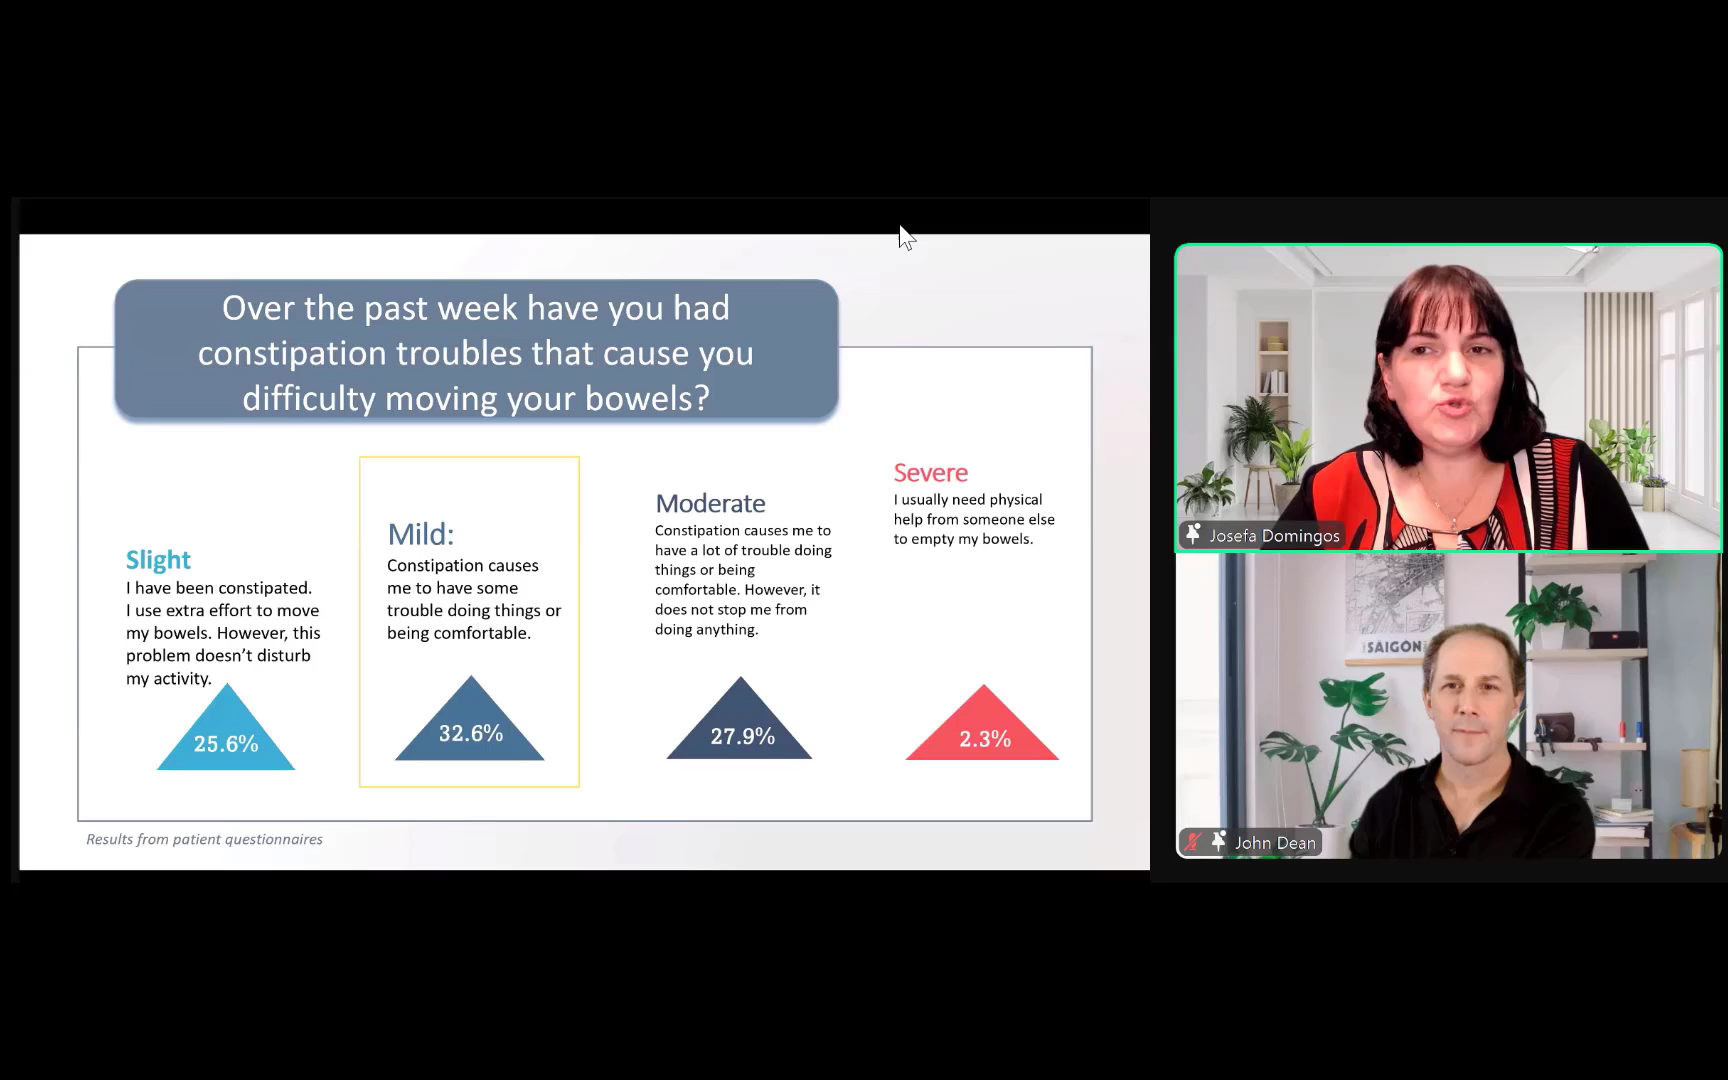 Over the past week have you had
constipation troubles that cause you
difficulty moving your bowels?
Slight
I have been constipated.
I use extra effort to move
my bowels. However, this
problem doesn’t disturb
my activity.
25.6%
Mild:
Constipation causes
me to have some
trouble doing things or
being comfortable.
32.6%
Moderate
Constipation causes me to
have a lot of trouble doing
things or being
comfortable. However, it
does not stop me from
doing anything.
27.9%
Severe
I usually need physical
help from someone else
to empty my bowels.
2.3%
Results from patient questionnaires
Josefa Domingos
SAIGON
John Dean